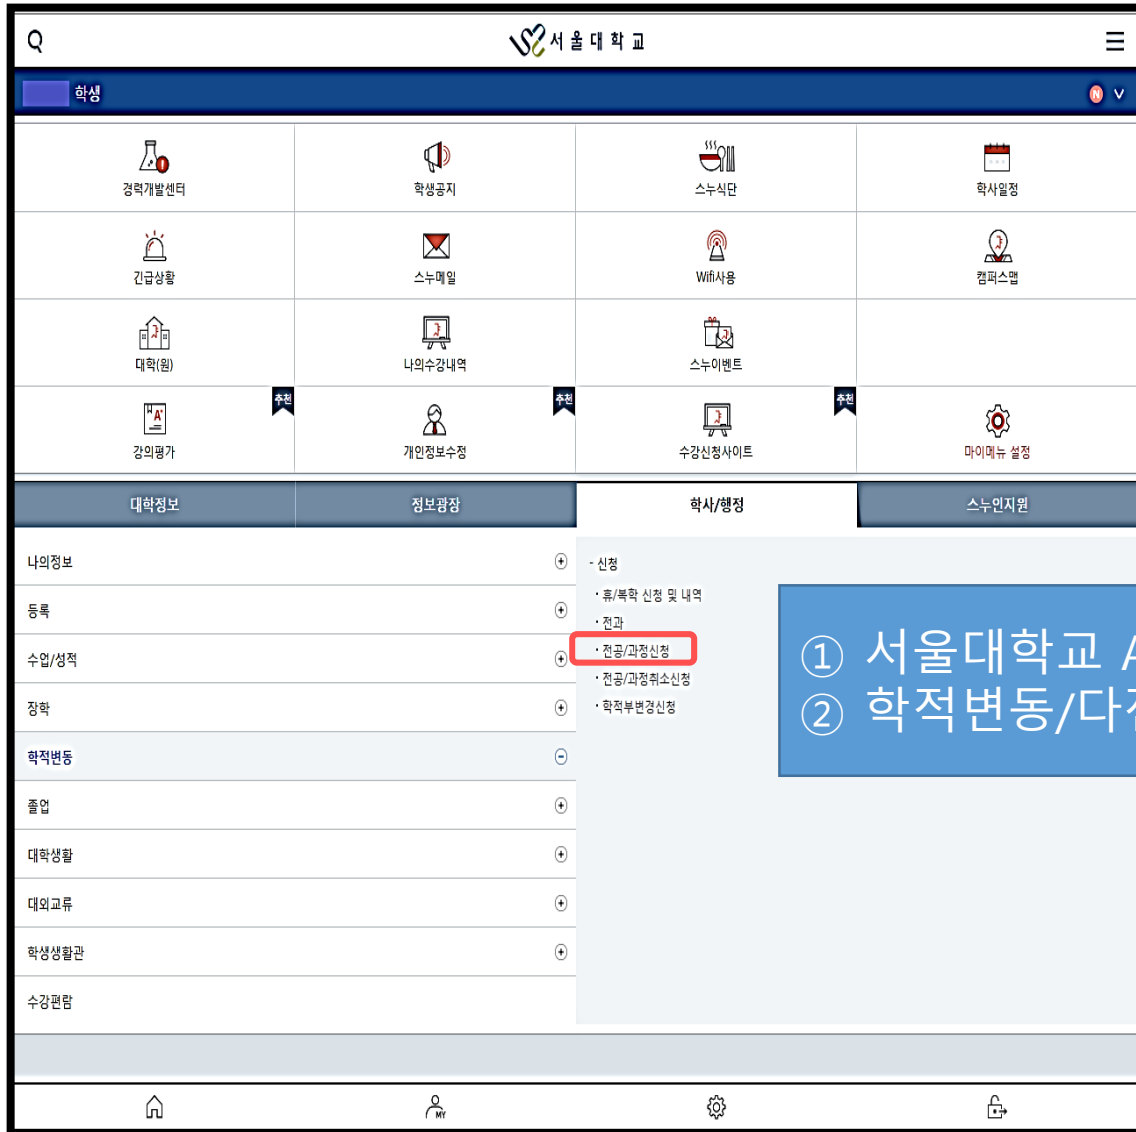 서울대학교
학생
N
경력개발센터
학생공지
스누식단
학사일정
긴급상황
스누메일
Wifi사용
캠퍼스맵
대학(원)
나의수강내역
스누이벤트
추천
추천
추천
A+
강의평가
개인정보수정
수강신청사이트
마이메뉴 설정
대학정보
정보광장
학사/행정
스누인지원
나의정보
등록
수업/성적
장학
학적변동
졸업
대학생활
대외교류
학생생활관
수강편람
- 신청
· 휴/복학 신청 및 내역
· 전과
· 전공/과정신청
· 전공/과정취소신청
· 학적부변경신청
① 서울대학교
② 학적변동/
MY